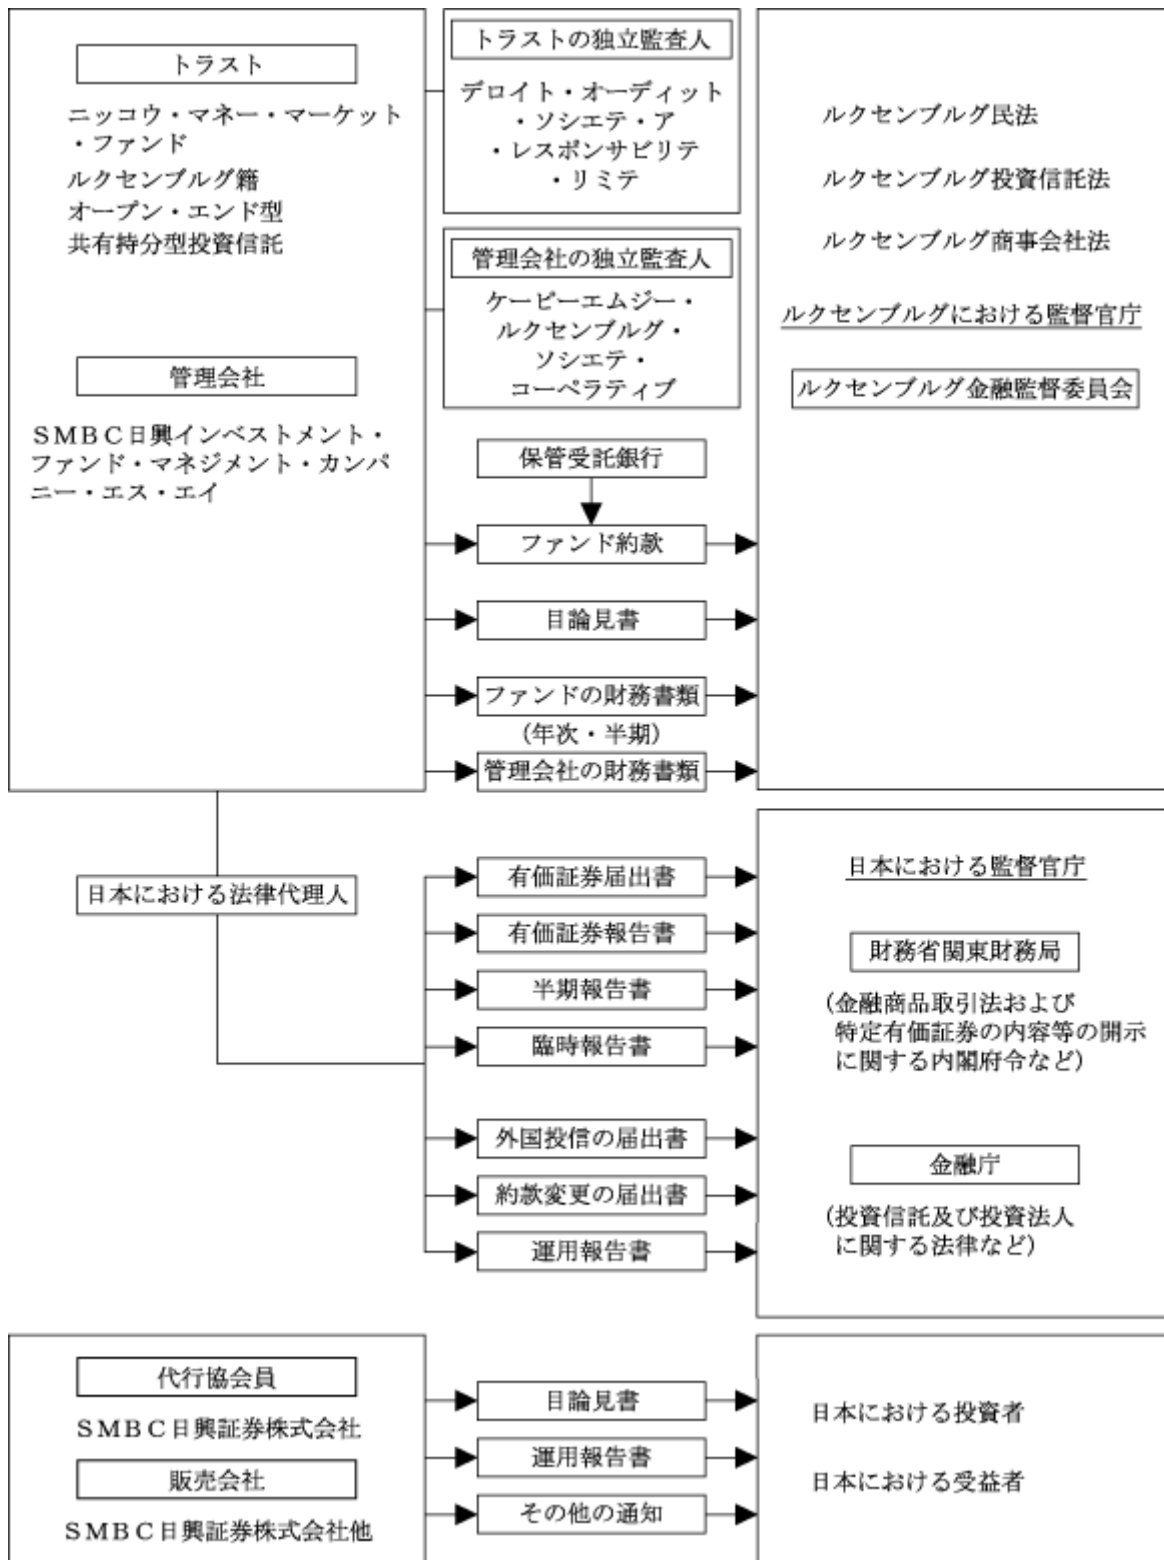 トラスト
ニッコウ・マネー・マーケット
・ファンド
ルクセンブルグ籍
オープン・エンド型
共有持分型投資信託
管理会社
ＳＭＢＣ日興インベストメント・
ファンド・マネジメント・カンパ
ニー・エス・エイ
トラストの独立監査人
デロイト・オーディット
・ソシエテ・ア
・レスポンサビリテ
・リミテ
管理会社の独立監査人
ケーピーエムジー・
ルクセンブルグ・
ソシエテ・
コーペラティブ
保管受託銀行
ファンド約款
目論見書
ファンドの財務書類
（年次・半期）
管理会社の財務書類
ルクセンブルグ民法
ルクセンブルグ投資信託法
ルクセンブルグ商事会社法
ルクセンブルグにおける監督官庁
ルクセンブルグ金融監督委員会
日本における法律代理人
有価証券届出書
有価証券報告書
半期報告書
臨時報告書
外国投信の届出書
約款変更の届出書
運用報告書
日本における監督官庁
財務省関東財務局
（金融商品取引法および
特定有価証券の内容等の開示
に関する内閣府令など）
金融庁
（投資信託及び投資法人
に関する法律など）
代行協会員
ＳＭＢＣ日興証券株式会社
販売会社
ＳＭＢＣ日興証券株式会社他
目論見書
運用報告書
その他の通知
日本における投資者
日本における受益者